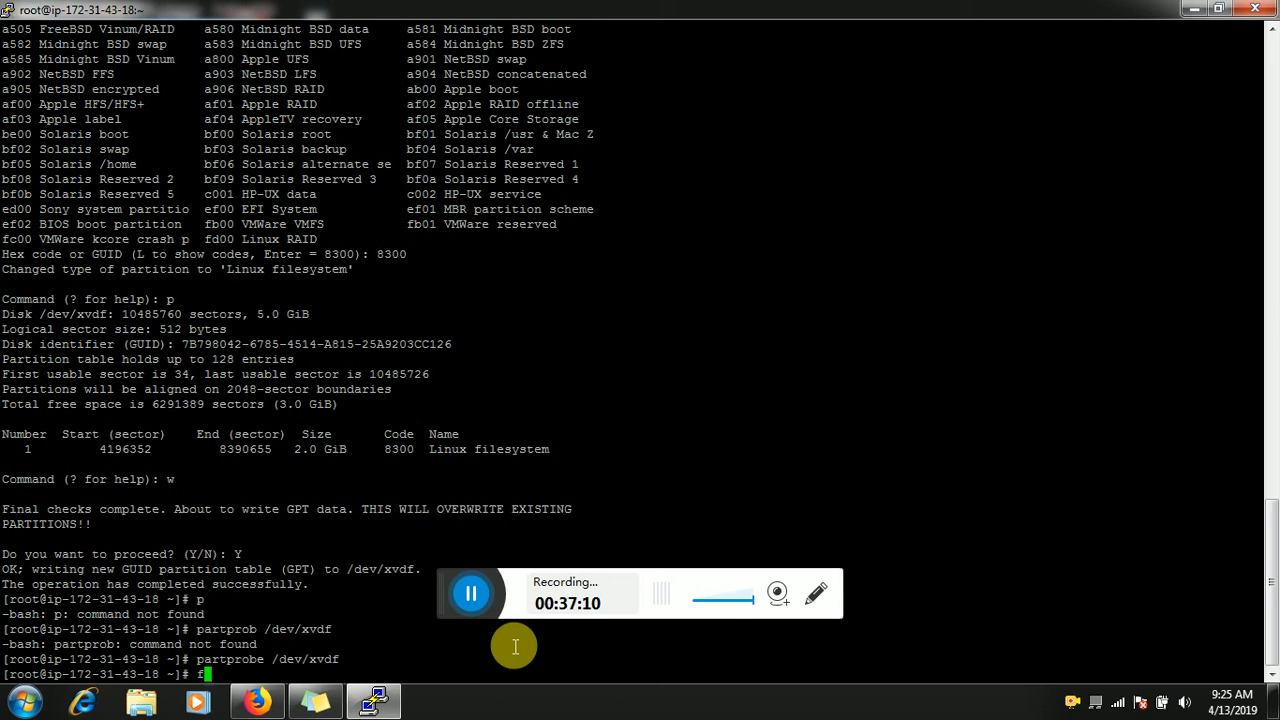 root@ip-172-31-43-18:~
a505 FreeBSD Vinum/RAID    a580 Midnight BSD data     a581 Midnight BSD boot
a582 Midnight BSD swap     a583 Midnight BSD UFS      a584 Midnight BSD ZFS
a585 Midnight BSD Vinum    a800 Apple UFS             a901 NetBSD swap
a902 NetBSD FFS            a903 NetBSD LFS            a904 NetBSD concatenated
a905 NetBSD encrypted      a906 NetBSD RAID           ab00 Apple boot
af00 Apple HFS/HFS+        af01 Apple RAID            af02 Apple RAID offline
af03 Apple label           af04 AppleTV recovery      af05 Apple Core Storage
be00 Solaris boot          bf00 Solaris root          bf01 Solaris /usr & Mac Z
bf02 Solaris swap          bf03 Solaris backup        bf04 Solaris /var
bf05 Solaris /home         bf06 Solaris alternate se  bf07 Solaris Reserved 1
bf08 Solaris Reserved 2    bf09 Solaris Reserved 3    bf0a Solaris Reserved 4
bf0b Solaris Reserved 5    c001 HP-UX data            c002 HP-UX service
ed00 Sony system partitio  ef00 EFI System            ef01 MBR partition scheme
ef02 BIOS boot partition   fb00 VMWare VMFS           fb01 VMWare reserved
fc00 VMWare kcore crash p  fd00 Linux RAID
Hex code or GUID (L to show codes, Enter = 8300): 8300
Changed type of partition to 'Linux filesystem'
Command (? for help): p
Disk /dev/xvdf: 10485760 sectors, 5.0 GiB
Logical sector size: 512 bytes
Disk identifier (GUID): 7B798042-6785-4514-A815-25A9203CC126
Partition table holds up to 128 entries
First usable sector is 34, last usable sector is 10485726
Partitions will be aligned on 2048-sector boundaries
Total free space is 6291389 sectors (3.0 GiB)
Number  Start (sector)    End (sector)  Size       Code  Name
1         4196352         8390655   2.0 GiB     8300  Linux filesystem
Command (? for help): w
Final checks complete. About to write GPT data. THIS WILL OVERWRITE EXISTING
PARTITIONS!!
Do you want to proceed? (Y/N): Y
OK; writing new GUID partition table (GPT) to /dev/xvdf.
The operation has completed successfully.
[root@ip-172-31-43-18 ~]# p
-bash: p: command not found
[root@ip-172-31-43-18 ~]# partprob /dev/xvdf
-bash: partprob: command not found
[root@ip-172-31-43-18 ~]# partprobe /dev/xvdf
[root@ip-172-31-43-18 ~]# f
Recording...
00:37:10
9:25 AM
4/13/2019